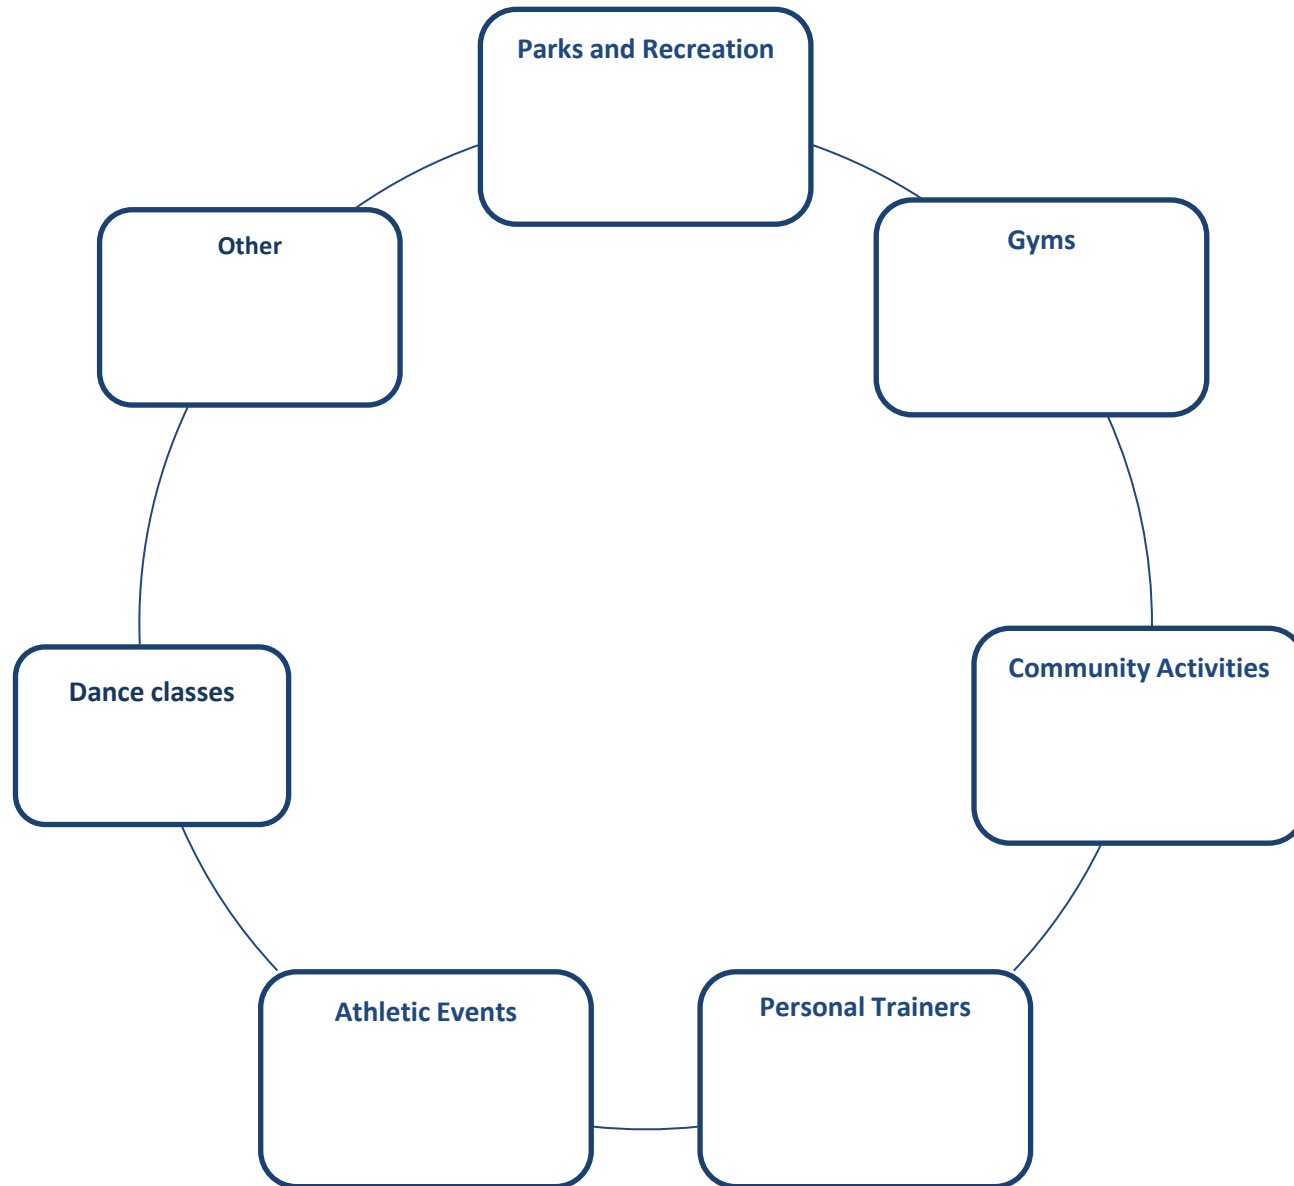 Parks and Recreation
Gyms
Community Activities
Personal Trainers
Athletic Events
Dance classes
Other